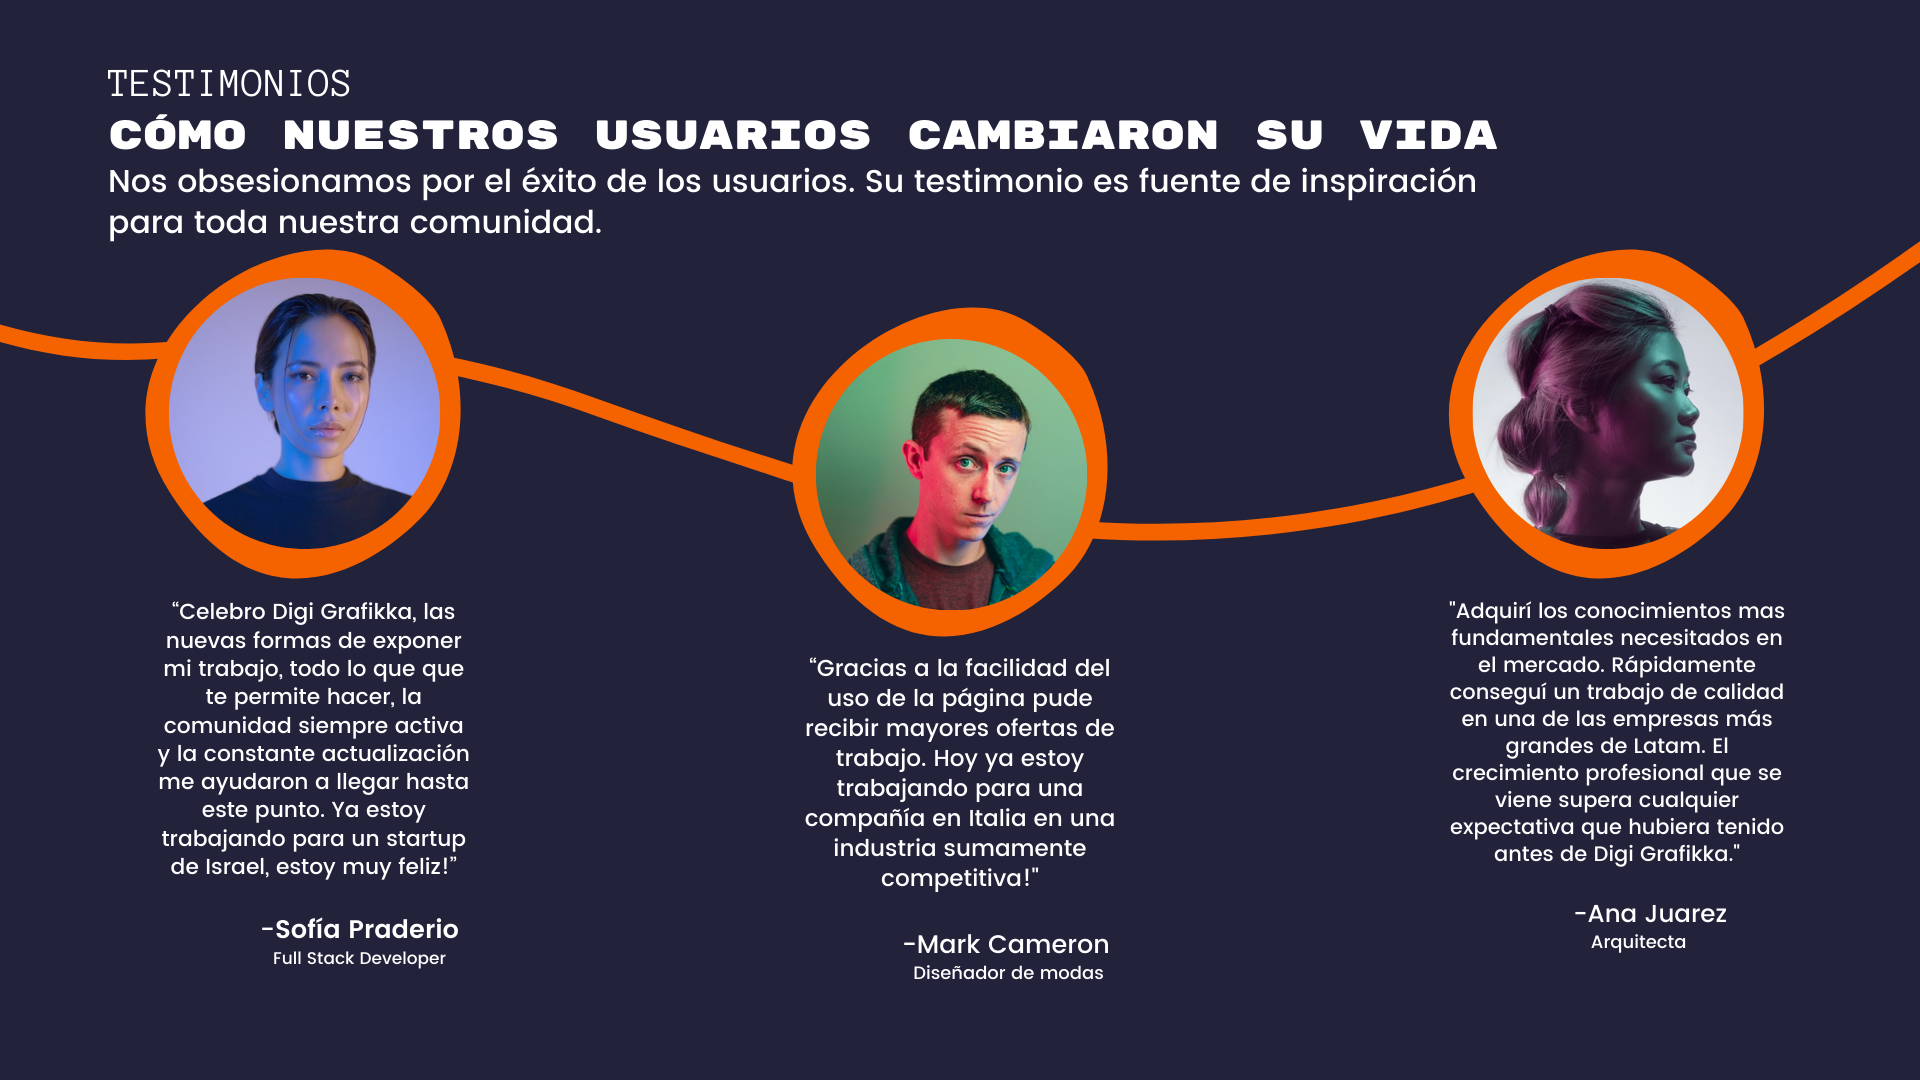 TESTIMONIOS
CÓMO NUESTROS USUARIOS CAMBIARON SU VIDA
Nos obsesionamos por el éxito de los usuarios. Su testimonio es fuente de inspiración
para toda nuestra comunidad.
“Celebro Digi Grafikka, las
nuevas formas de exponer
mi trabajo, todo lo que que
te permite hacer, la
comunidad siempre activa
y la constante actualización
me ayudaron a llegar hasta
este punto. Ya estoy
trabajando para un startup
de Israel, estoy muy feliz!”
-Sofía Praderio
Full Stack Developer
“Gracias a la facilidad del
uso de la página pude
recibir mayores ofertas de
trabajo. Hoy ya estoy
trabajando para una
compañía en Italia en una
industria sumamente
competitiva!"
-Mark Cameron
Diseñador de modas
"Adquirí los conocimientos mas
fundamentales necesitados en
el mercado. Rápidamente
conseguí un trabajo de calidad
en una de las empresas más
grandes de Latam. El
crecimiento profesional que se
viene supera cualquier
expectativa que hubiera tenido
antes de Digi Grafikka."
-Ana Juarez
Arquitecta